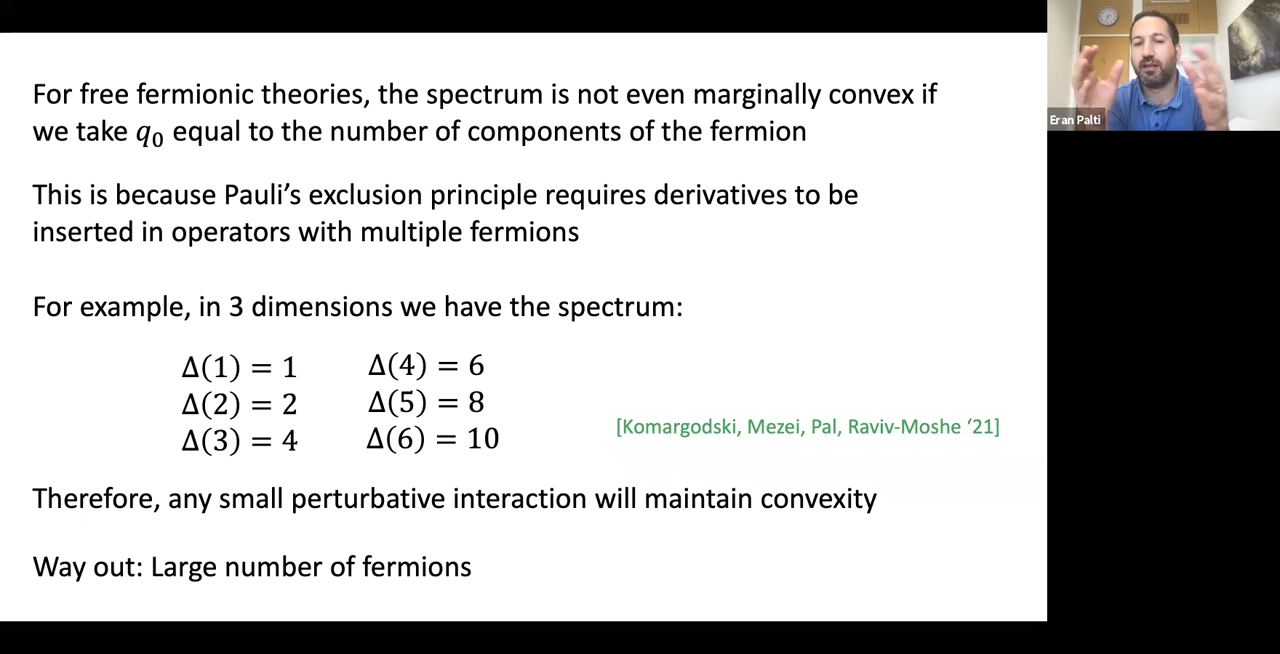 For free fermionic theories, the spectrum is not even marginally convex if
we take q₀ equal to the number of components of the fermion
This is because Pauli’s exclusion principle requires derivatives to be
inserted in operators with multiple fermions
For example, in 3 dimensions we have the spectrum:
Δ(1) = 1 Δ(4) = 6
Δ(2) = 2 Δ(5) = 8
Δ(3) = 4 Δ(6) = 10
[Komargodski, Mezei, Pal, Raviv-Moshe ‘21]
Therefore, any small perturbative interaction will maintain convexity
Way out: Large number of fermions
Eran Palti